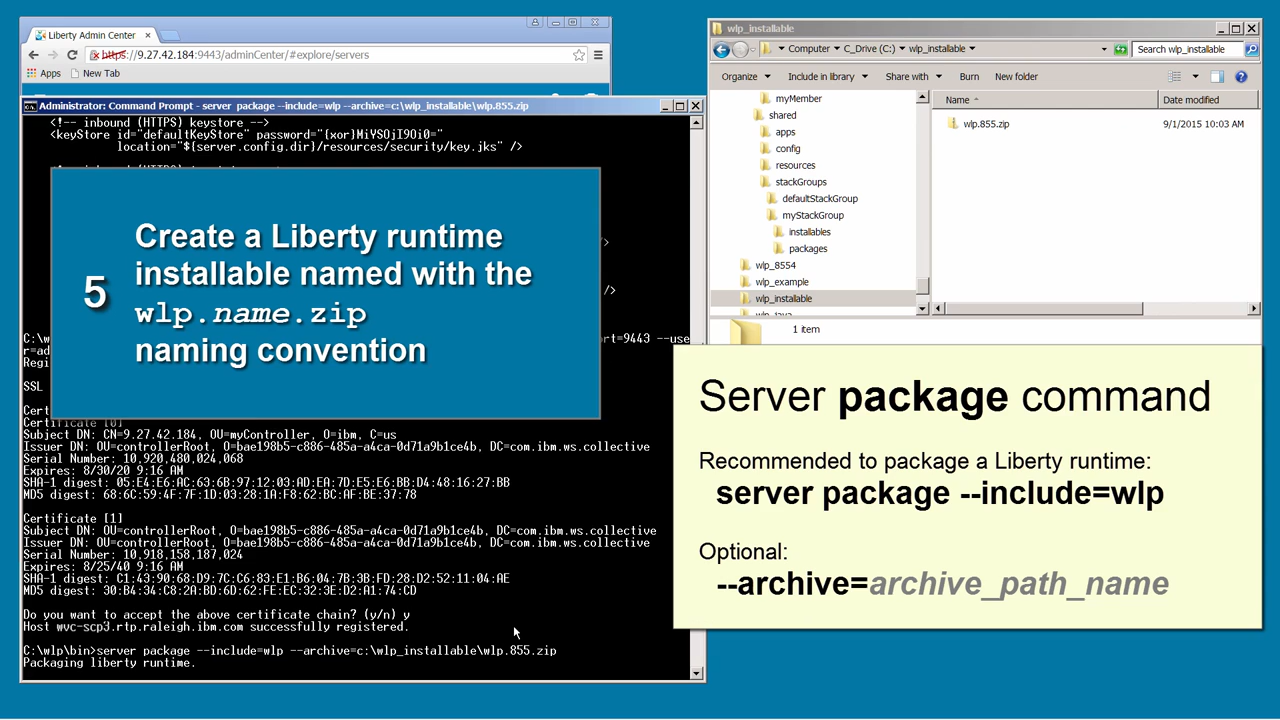 Liberty Admin Center
https://9.27.42.184:9443/adminCenter/#explore/servers
Apps New Tab
Administrator: Command Prompt - server package --include=wlp --archive=c:\wlp_installable\wlp.855.zip
<!-- inbound (HTTPS) keystore -->
<keyStore id="defaultKeyStore" password="{xor}MiYSOjI9Oi0="
location="${server.config.dir}/resources/security/key.jks" />
/>
/>
5
Create a Liberty runtime
installable named with the
wlp.name.zip
naming convention
C:\w
ort=9443 --use
r=ad
Regi
SSL
Cert
Certificate [0]
Subject DN: CN=9.27.42.184, OU=myController, O=ibm, C=us
Issuer DN: OU=controllerRoot, O=bae198b5-c886-485a-a4ca-0d71a9b1ce4b, DC=com.ibm.ws.collective
Serial Number: 10,920,480,024,068
Expires: 8/30/20 9:16 AM
SHA-1 digest: 05:E4:E6:AC:63:6B:97:12:03:AD:EA:7D:E5:E6:BB:D4:48:16:27:BB
MD5 digest: 68:6C:59:4F:7F:1D:03:28:1A:F8:62:BC:AF:BE:37:78
Certificate [1]
Subject DN: OU=controllerRoot, O=bae198b5-c886-485a-a4ca-0d71a9b1ce4b, DC=com.ibm.ws.collective
Issuer DN: OU=controllerRoot, O=bae198b5-c886-485a-a4ca-0d71a9b1ce4b, DC=com.ibm.ws.collective
Serial Number: 10,918,158,187,024
Expires: 8/25/40 9:16 AM
SHA-1 digest: C1:43:90:68:D9:7C:C6:83:E1:B6:04:7B:3B:FD:28:D2:52:11:04:AE
MD5 digest: 30:B4:34:C8:2A:BD:6D:62:FE:EC:32:3E:D2:A1:74:CD
Do you want to accept the above certificate chain? (y/n) y
Host wvc-scp3.rtp.raleigh.ibm.com successfully registered.
C:\wlp\bin>server package --include=wlp --archive=c:\wlp_installable\wlp.855.zip
Packaging liberty runtime.
wlp_installable
Computer C_Drive (C:) wlp_installable
Search wlp_installable
Organize Include in library Share with Burn New folder
myMember
shared
apps
config
resources
stackGroups
defaultStackGroup
myStackGroup
installables
packages
wlp_8554
wlp_example
wlp_installable
wlp_java
Name Date modified
wlp.855.zip 9/1/2015 10:03 AM
1 item
Server package command
Recommended to package a Liberty runtime:
server package --include=wlp
Optional:
--archive=archive_path_name